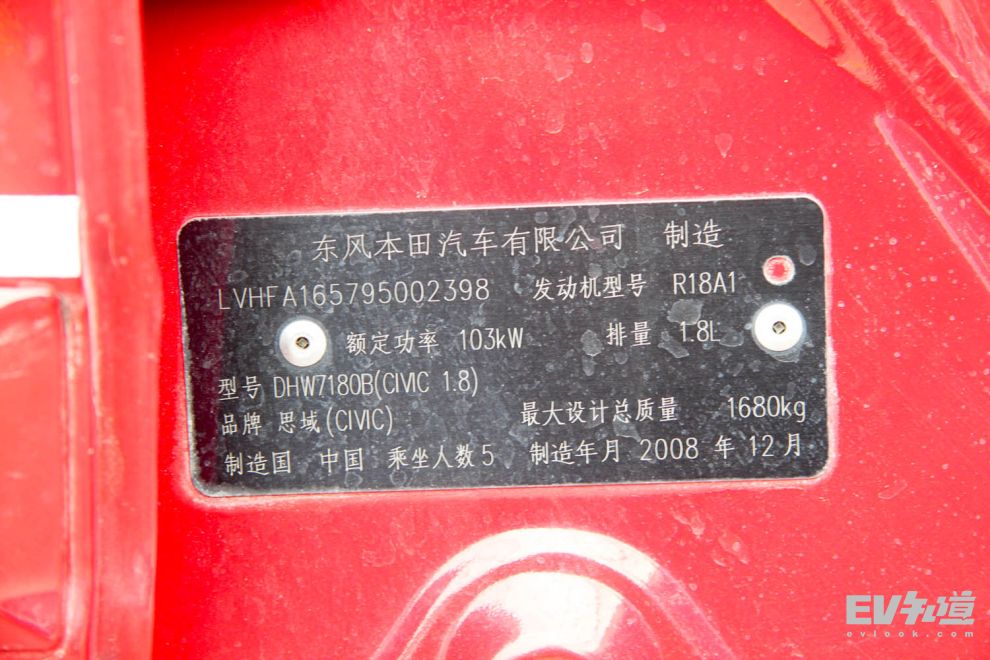 东风本田汽车有限公司 制造
LVHFA165795002398 发动机型号 R18A1
额定功率 103kW 排量 1.8L
型号 DHW7180B(CIVIC 1.8)
品牌 思域(CIVIC) 最大设计总质量 1680kg
制造国 中国 乘坐人数 5 制造年月 2008 年 12 月
EV知道
evlook.com